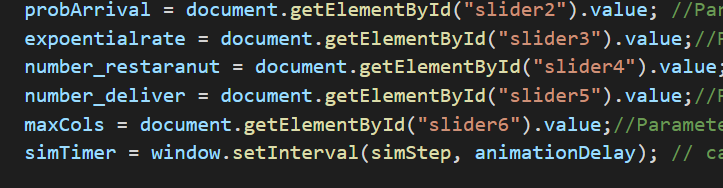 probArrival = document.getElementById("slider2").value; //Par
expoentialrate = document.getElementById("slider3").value;//P
number_restaranut = document.getElementById("slider4").value;
number_deliver = document.getElementById("slider5").value;//P
maxCols = document.getElementById("slider6").value;//Paramete
simTimer = window.setInterval(simStep, animationDelay); // ca